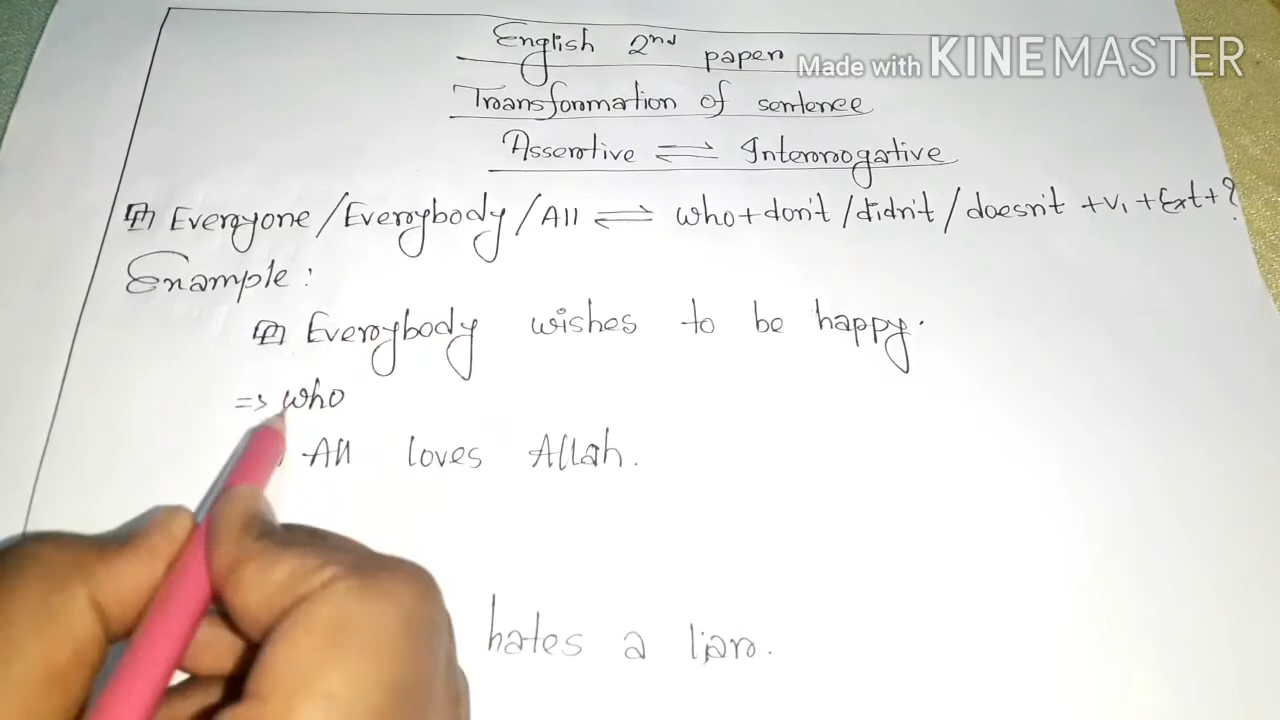 English 2nd paper
Made with KINEMASTER
Transformation of sentence
Assertive ⇌ Interrogative
Everyone / Everybody / All ⇌ who + don't / didn't / doesn't + v₁ + Ext + ?
Example :
Everybody wishes to be happy.
⇒ who
All loves Allah.
hates a liar.